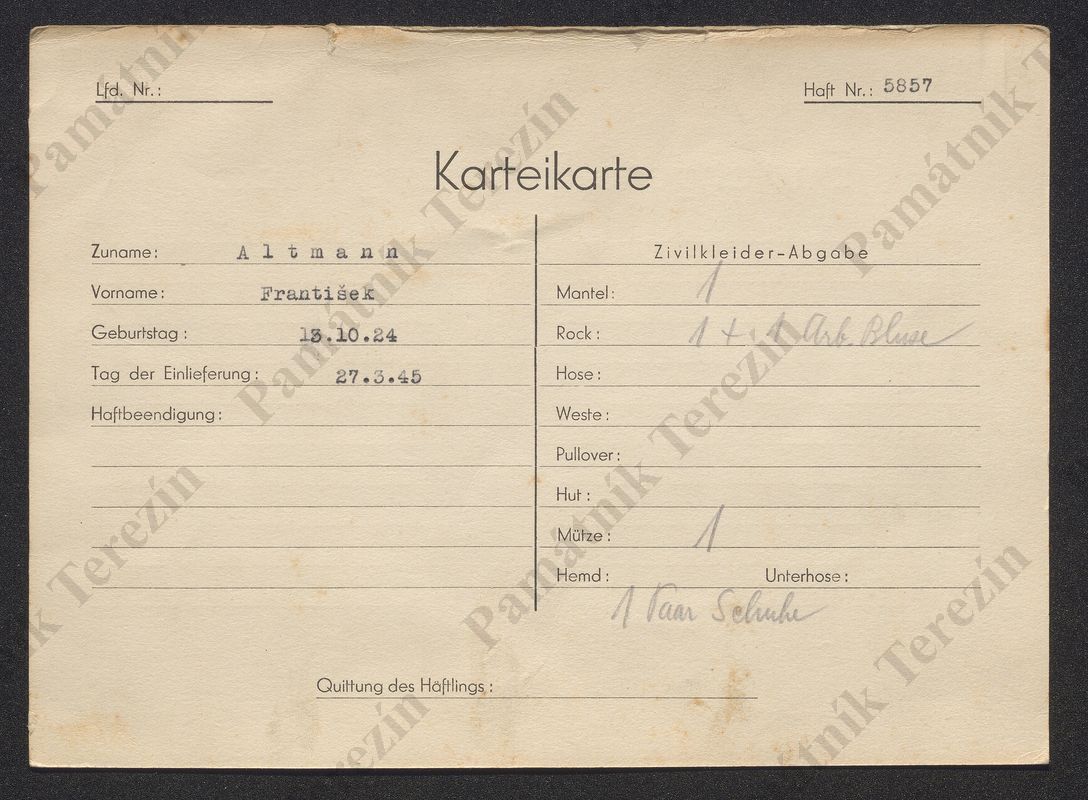 Lfd. Nr.:
Haft Nr.: 5857
Karteikarte
Zuname: Altmann
Vorname: František
Geburtstag: 13.10.24
Tag der Einlieferung: 27.3.45
Haftbeendigung:
Zivilkleider-Abgabe
Mantel: 1
Rock: 1 + 1 Arb. Bluse
Hose:
Weste:
Pullover:
Hut:
Mütze: 1
Hemd: Unterhose:
1 Paar Schuhe
Quittung des Häftlings:
Památník Terezín